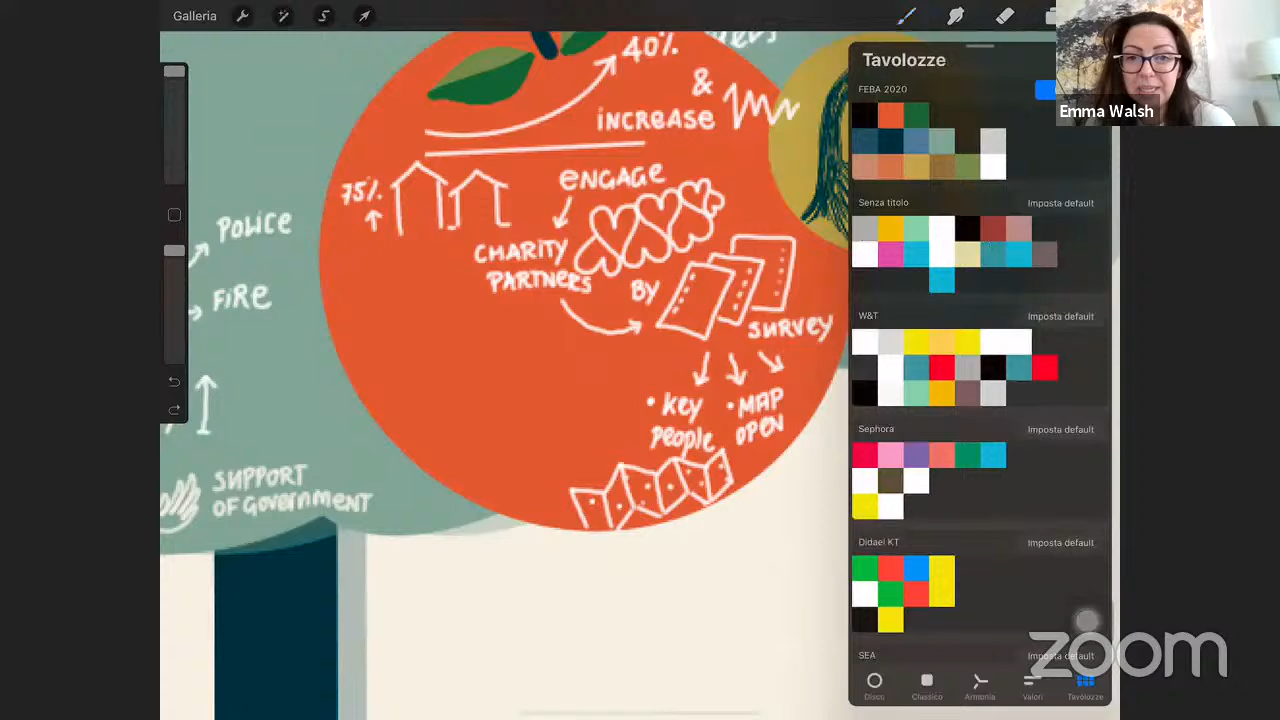 Galleria
40%
&
INCREASE
75%
ENGAGE
CHARITY
PARTNERS
BY
SURVEY
• KEY
PEOPLE
• MAP
OPEN
POLICE
FIRE
SUPPORT
OF GOVERNMENT
Tavolozze
FEBA 2020
Senza titolo
Imposta default
W&T
Imposta default
Sephora
Imposta default
Didael KT
Imposta default
SEA
Imposta default
Disco
Classico
Armonia
Valori
Tavolozze
Emma Walsh
zoom